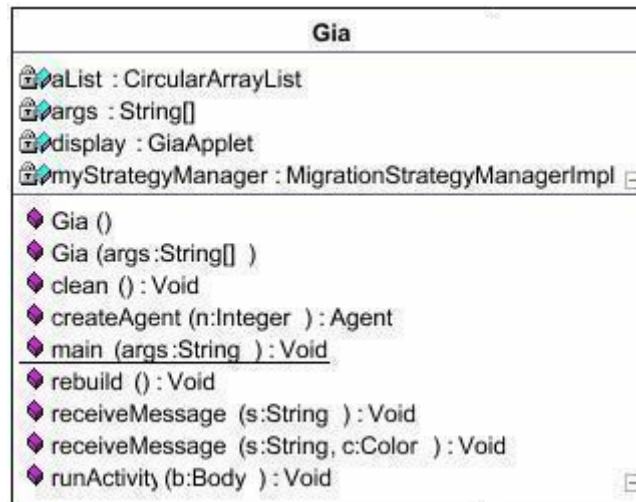 Gia
aList : CircularArrayList
args : String[]
display : GiaApplet
myStrategyManager : MigrationStrategyManagerImpl
Gia ()
Gia (args:String[] )
clean () : Void
createAgent (n:Integer ) : Agent
main (args:String ) : Void
rebuild () : Void
receiveMessage (s:String ) : Void
receiveMessage (s:String, c:Color ) : Void
runActivity (b:Body ) : Void